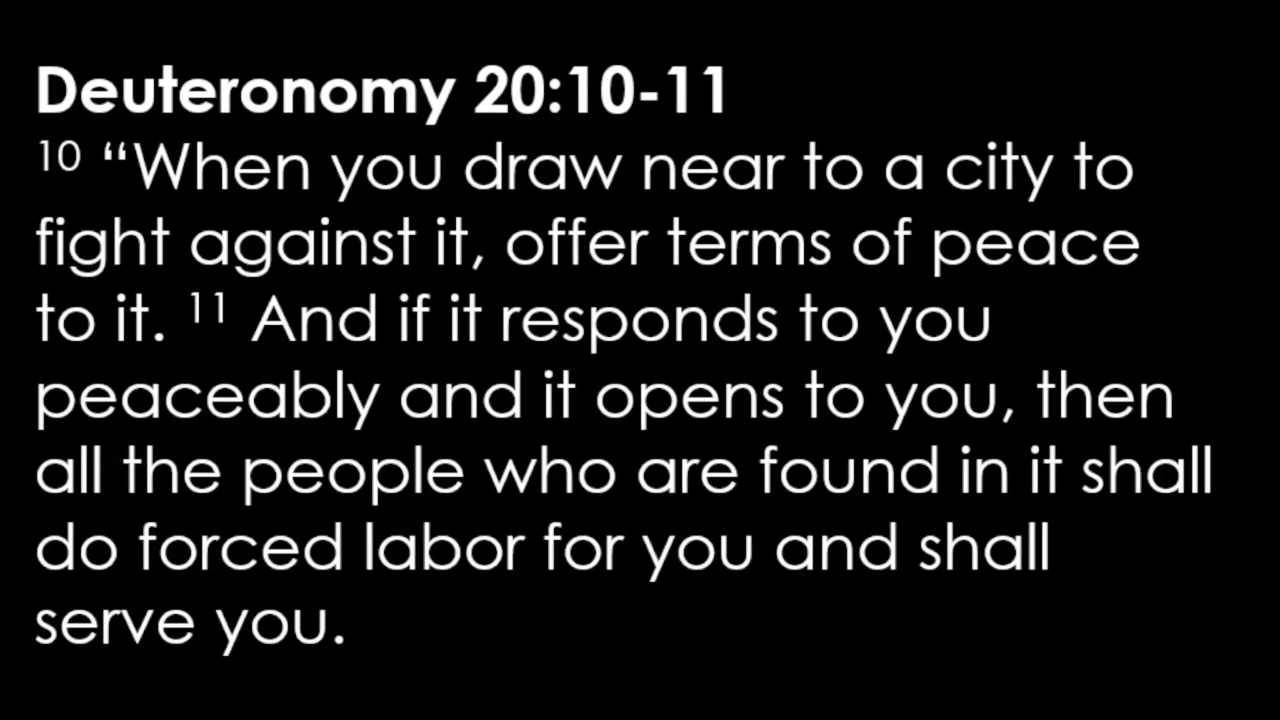 Deuteronomy 20:10-11
10 “When you draw near to a city to
fight against it, offer terms of peace
to it. 11 And if it responds to you
peaceably and it opens to you, then
all the people who are found in it shall
do forced labor for you and shall
serve you.